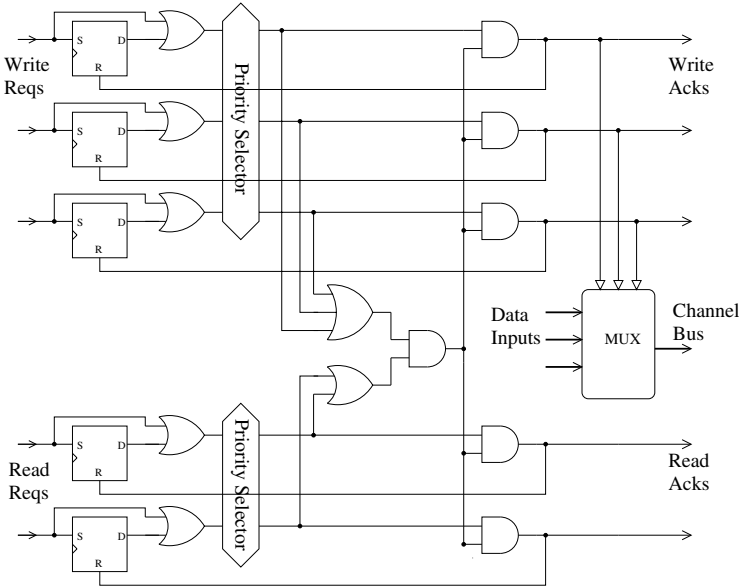 S D
R
Write
Reqs
Priority Selector
Write
Acks
S D
R
S D
R
Data
Inputs
MUX
Channel
Bus
S D
R
Read
Reqs
Priority Selector
Read
Acks
S D
R